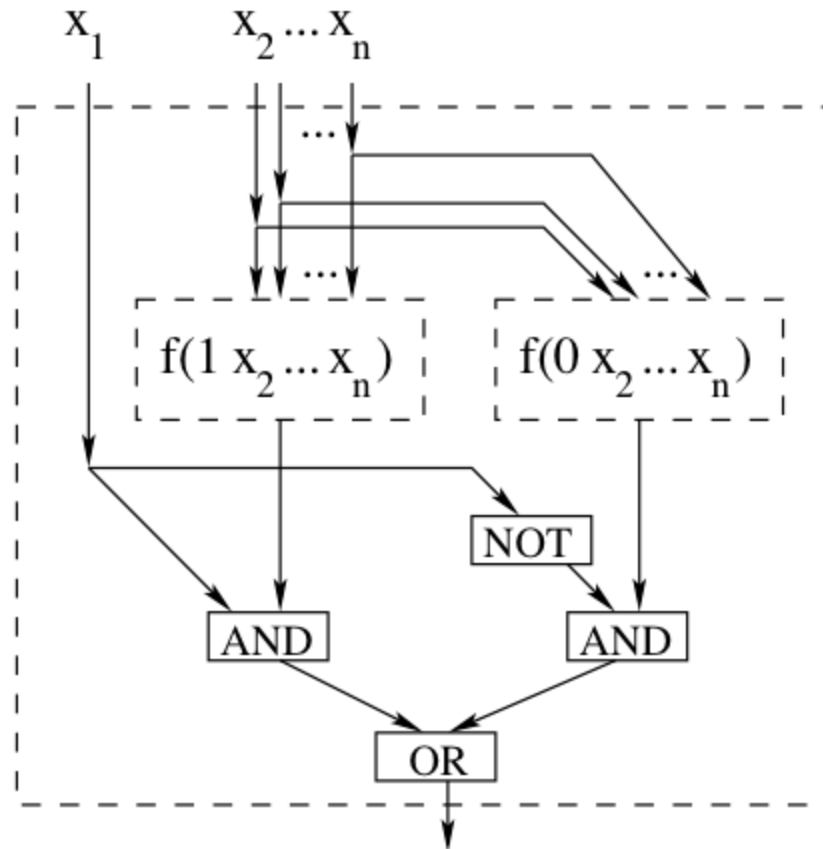 x₁ x₂ ... xₙ
...
... ...
f(1 x₂ ... xₙ) f(0 x₂ ... xₙ)
NOT
AND AND
OR